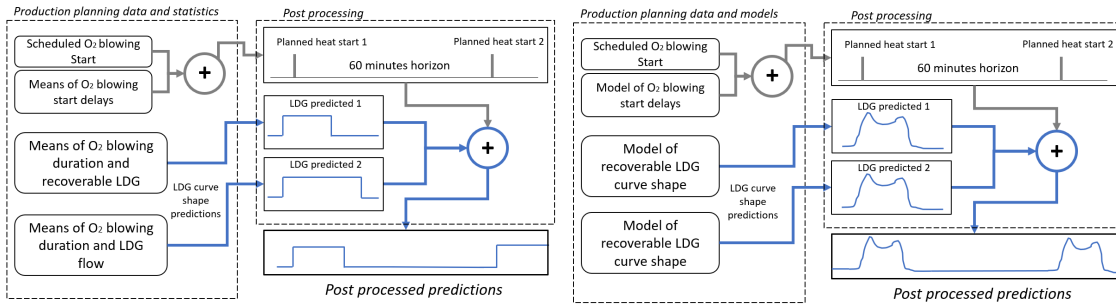 Production planning data and statistics
Scheduled O₂ blowing
Start
Means of O₂ blowing
start delays
+
Means of O₂ blowing
duration and
recoverable LDG
LDG curve
shape
predictions
Means of O₂ blowing
duration and LDG
flow
Post processing
Planned heat start 1
Planned heat start 2
60 minutes horizon
LDG predicted 1
LDG predicted 2
+
Post processed predictions
Production planning data and models
Scheduled O₂ blowing
Start
Model of O₂ blowing
start delays
+
Model of
recoverable LDG
curve shape
LDG curve
shape
predictions
Model of
recoverable LDG
curve shape
Post processing
Planned heat start 1
Planned heat start 2
60 minutes horizon
LDG predicted 1
LDG predicted 2
+
Post processed predictions